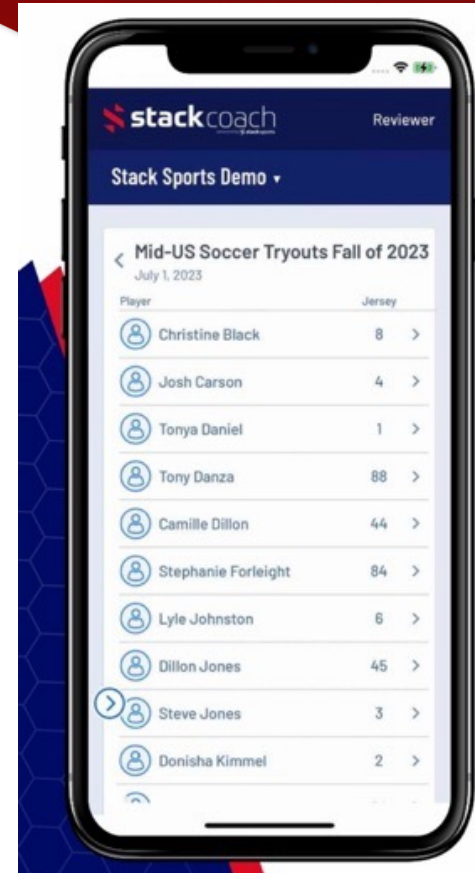 stackcoach
Reviewer
Stack Sports Demo
Mid-US Soccer Tryouts Fall of 2023
July 1, 2023
Player Jersey
Christine Black 8
Josh Carson 4
Tonya Daniel 1
Tony Danza 88
Camille Dillon 44
Stephanie Forleight 84
Lyle Johnston 6
Dillon Jones 45
Steve Jones 3
Donisha Kimmel 2